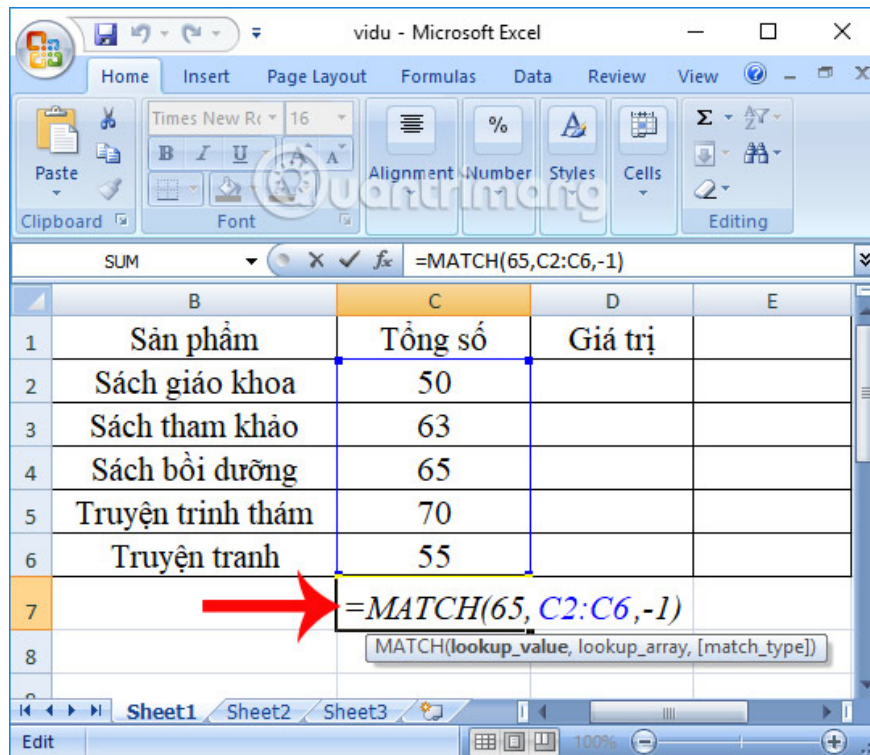 vidu - Microsoft Excel
Home Insert Page Layout Formulas Data Review View
Times New Ro 16
Paste
B I U A A
Alignment Number Styles Cells
%
Σ
Clipboard Font Editing
Quantrimang
SUM fx =MATCH(65,C2:C6,-1)
B C D E
1 Sản phẩm Tổng số Giá trị
2 Sách giáo khoa 50
3 Sách tham khảo 63
4 Sách bồi dưỡng 65
5 Truyện trinh thám 70
6 Truyện tranh 55
7 =MATCH(65, C2:C6,-1)
MATCH(lookup_value, lookup_array, [match_type])
8
Sheet1 Sheet2 Sheet3
Edit 100%